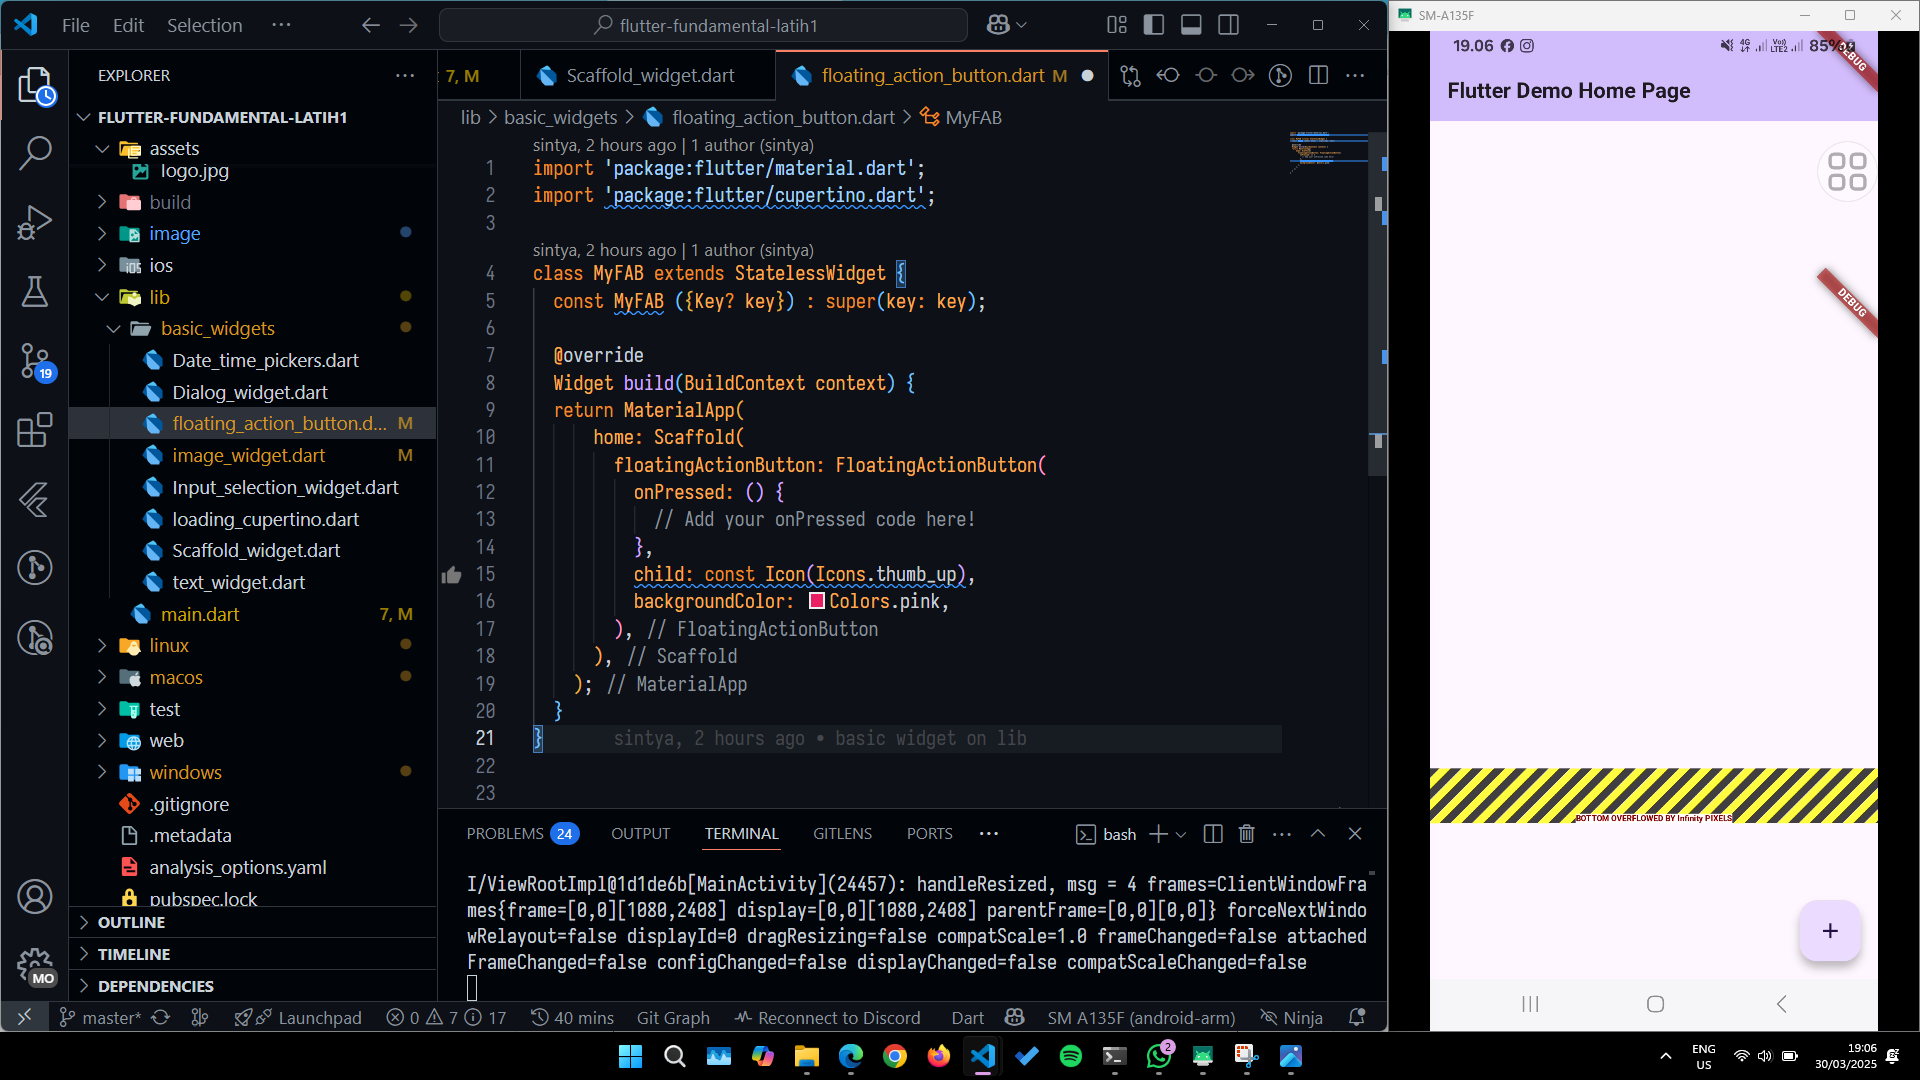 File Edit Selection ···
flutter-fundamental-latih1
EXPLORER
FLUTTER-FUNDAMENTAL-LATIH1
assets
logo.jpg
build
image
ios
lib
basic_widgets
Date_time_pickers.dart
Dialog_widget.dart
floating_action_button.d... M
image_widget.dart M
Input_selection_widget.dart
loading_cupertino.dart
Scaffold_widget.dart
text_widget.dart
main.dart 7, M
linux
macos
test
web
windows
.gitignore
.metadata
analysis_options.yaml
pubspec.lock
OUTLINE
TIMELINE
DEPENDENCIES
19
MO
7, M
Scaffold_widget.dart
floating_action_button.dart M
lib > basic_widgets > floating_action_button.dart > MyFAB
sintya, 2 hours ago | 1 author (sintya)
1 import 'package:flutter/material.dart';
2 import 'package:flutter/cupertino.dart';
3
sintya, 2 hours ago | 1 author (sintya)
4 class MyFAB extends StatelessWidget {
5 const MyFAB ({Key? key}) : super(key: key);
6
7 @override
8 Widget build(BuildContext context) {
9 return MaterialApp(
10 home: Scaffold(
11 floatingActionButton: FloatingActionButton(
12 onPressed: () {
13 // Add your onPressed code here!
14 },
15 child: const Icon(Icons.thumb_up),
16 backgroundColor: Colors.pink,
17 ), // FloatingActionButton
18 ), // Scaffold
19 ); // MaterialApp
20 }
21 } sintya, 2 hours ago • basic widget on lib
22
23
PROBLEMS 24 OUTPUT TERMINAL GITLENS PORTS ··· bash
I/ViewRootImpl@1d1de6b[MainActivity](24457): handleResized, msg = 4 frames=ClientWindowFra
mes{frame=[0,0][1080,2408] display=[0,0][1080,2408] parentFrame=[0,0][0,0]} forceNextWindo
wRelayout=false displayId=0 dragResizing=false compatScale=1.0 frameChanged=false attached
FrameChanged=false configChanged=false displayChanged=false compatScaleChanged=false
master* Launchpad 0 7 17 40 mins Git Graph Reconnect to Discord Dart SM A135F (android-arm) Ninja
SM-A135F
19.06 4G Vo)) LTE2 85%
DEBUG
Flutter Demo Home Page
DEBUG
BOTTOM OVERFLOWED BY Infinity PIXELS
+
2
ENG
US
19:06
30/03/2025